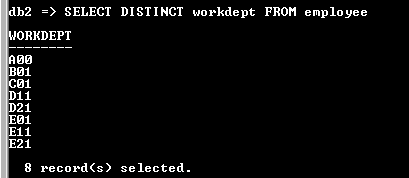 db2 => SELECT DISTINCT workdept FROM employee
WORKDEPT
--------
A00
B01
C01
D11
D21
E01
E11
E21
8 record(s) selected.